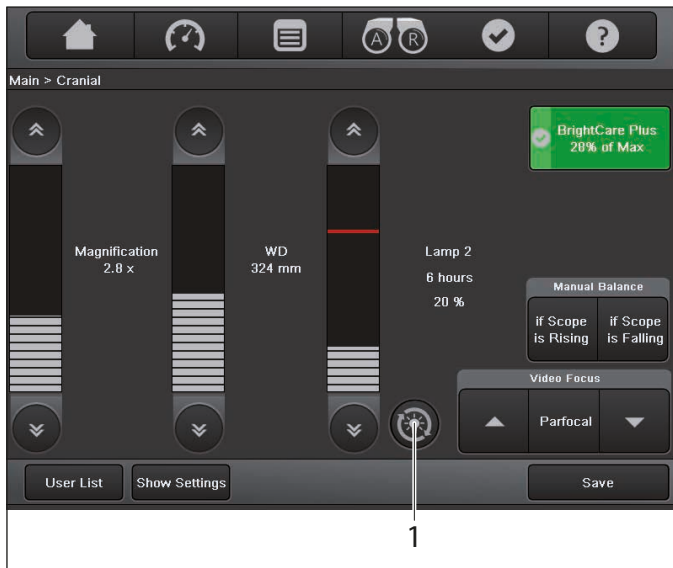 A R ?
Main > Cranial
BrightCare Plus
20% of Max
Magnification
2.8 x
WD
324 mm
Lamp 2
6 hours
20 %
Manual Balance
if Scope
is Rising
if Scope
is Falling
Video Focus
Parfocal
User List
Show Settings
Save
1